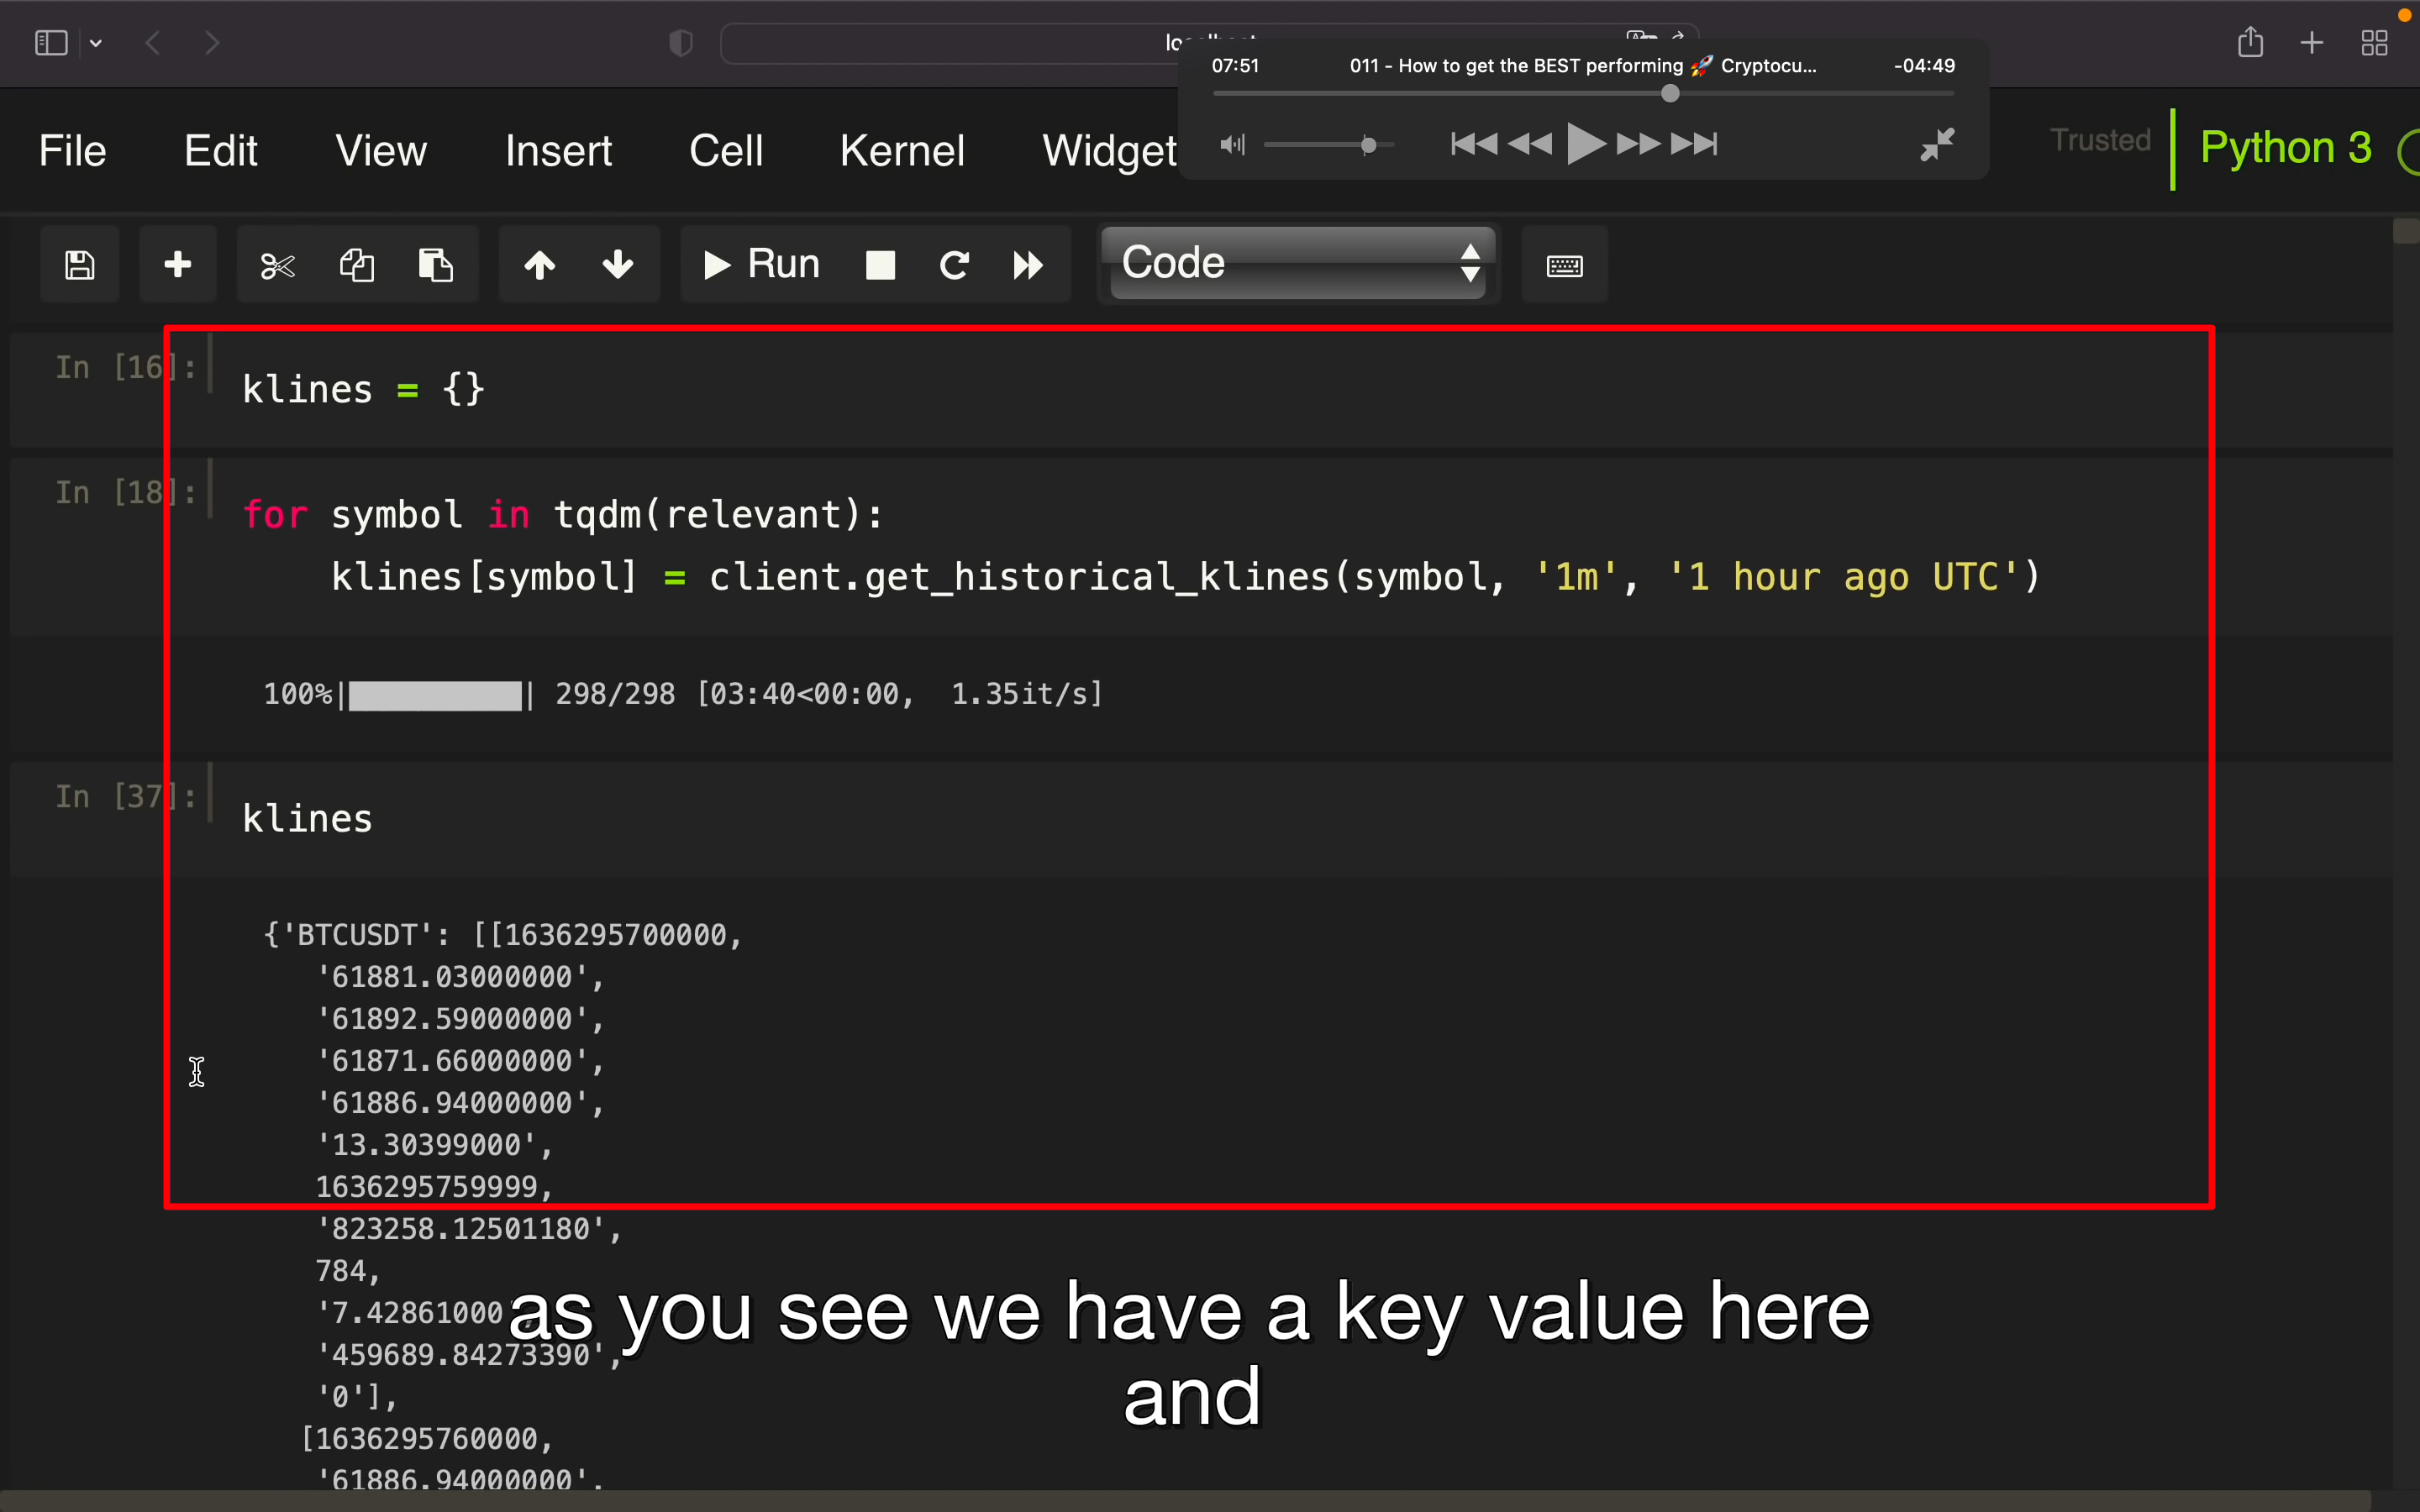 07:51 011 - How to get the BEST performing 🚀 Cryptocu... -04:49
File Edit View Insert Cell Kernel Widget Trusted Python 3
Run Code
In [16]: klines = {}
In [18]: for symbol in tqdm(relevant):
klines[symbol] = client.get_historical_klines(symbol, '1m', '1 hour ago UTC')
100%|██████████| 298/298 [03:40<00:00, 1.35it/s]
In [37]: klines
{'BTCUSDT': [[1636295700000,
'61881.03000000',
'61892.59000000',
'61871.66000000',
'61886.94000000',
'13.30399000',
1636295759999,
'823258.12501180',
784,
'7.42861000',
'459689.84273390',
'0'],
[1636295760000,
'61886.94000000',
as you see we have a key value here
and